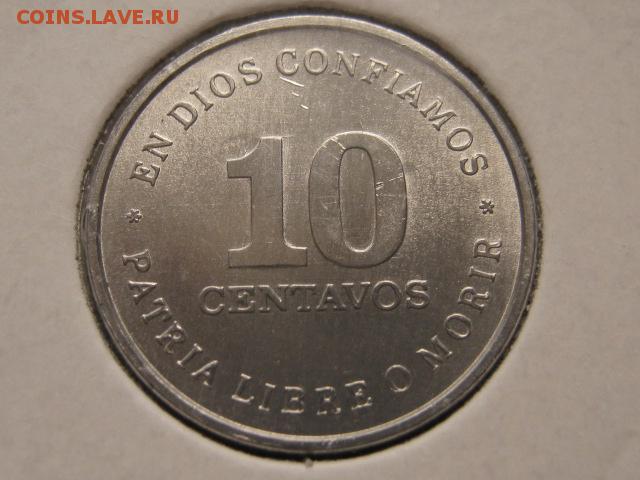 COINS.LAVE.RU
EN DIOS CONFIAMOS
10
CENTAVOS
* PATRIA LIBRE O MORIR *